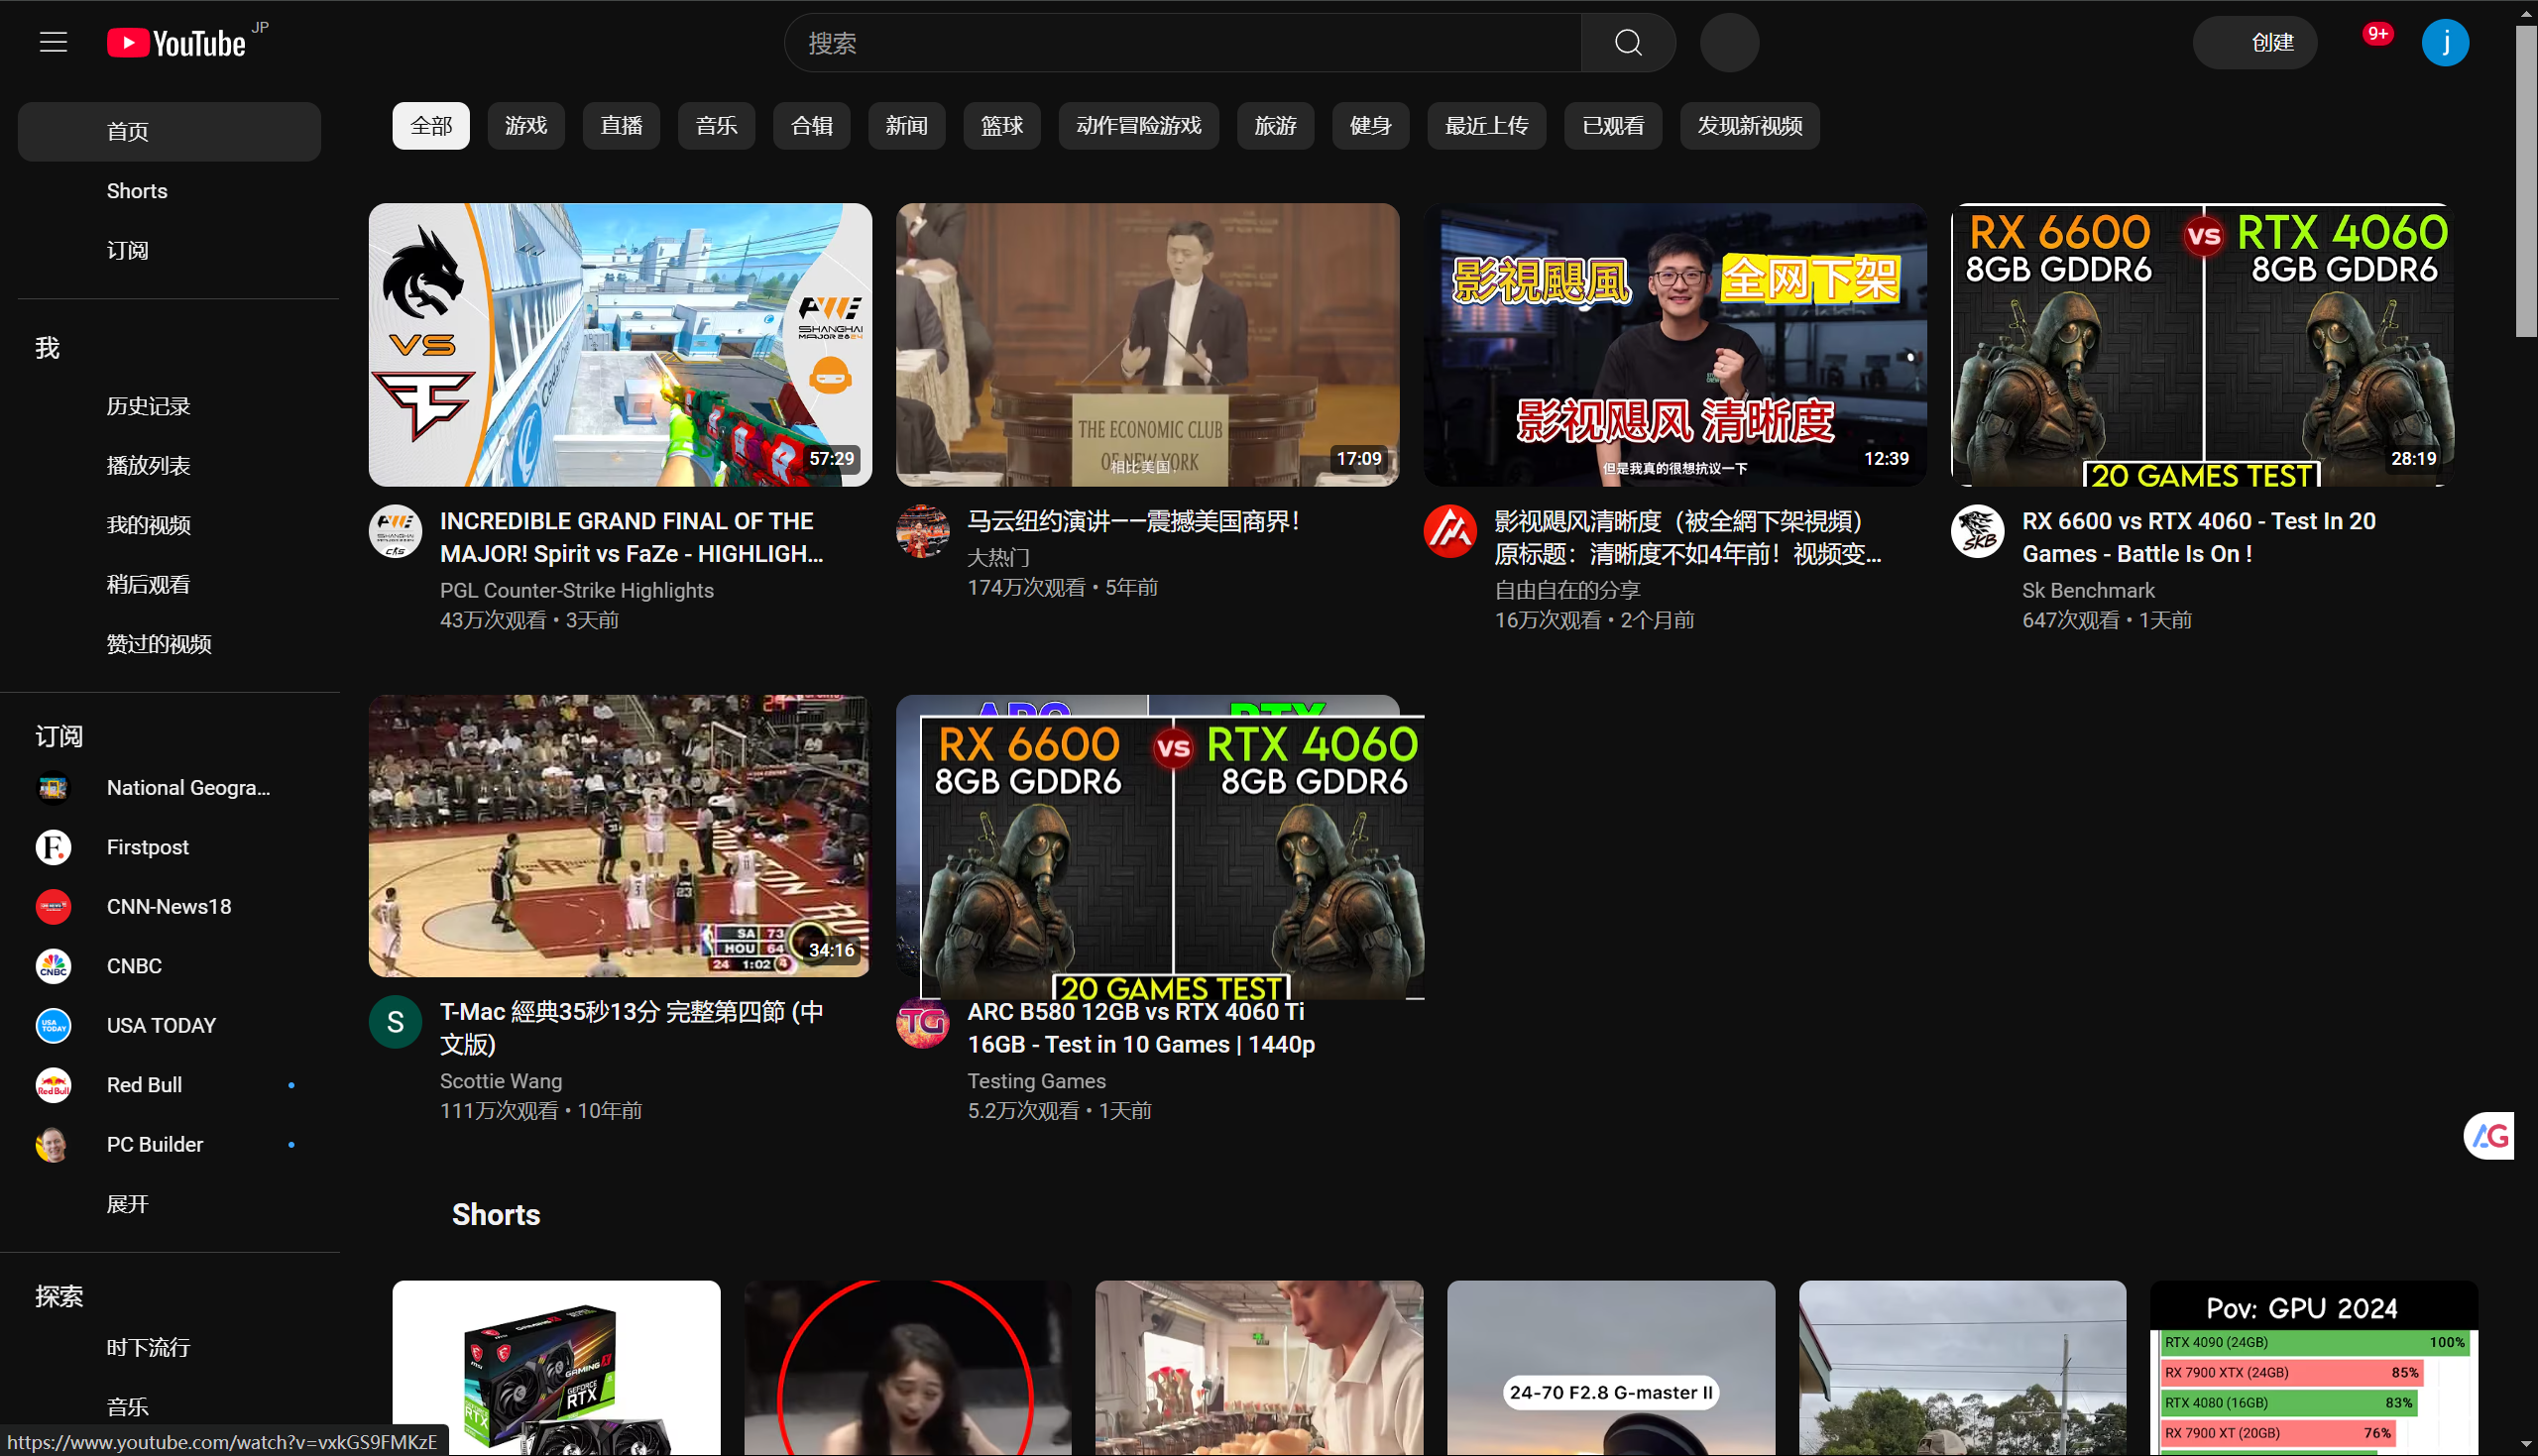 YouTube JP
搜索
创建
9+
j
首页
Shorts
订阅
我
历史记录
播放列表
我的视频
稍后观看
赞过的视频
订阅
National Geogra...
Firstpost
CNN-News18
CNBC
USA TODAY
Red Bull
PC Builder
展开
探索
时下流行
音乐
https://www.youtube.com/watch?v=vxkGS9FMKzE
全部
游戏
直播
音乐
合辑
新闻
篮球
动作冒险游戏
旅游
健身
最近上传
已观看
发现新视频
VS
PWE
SHANGHAI
MAJOR 2024
57:29
INCREDIBLE GRAND FINAL OF THE
MAJOR! Spirit vs FaZe - HIGHLIGH...
PGL Counter-Strike Highlights
43万次观看 • 3天前
THE ECONOMIC CLUB
OF NEW YORK
相比美国
17:09
马云纽约演讲——震撼美国商界！
大热门
174万次观看 • 5年前
影視颶風
全网下架
影视飓风 清晰度
但是我真的很想抗议一下
12:39
影视飓风清晰度（被全網下架視頻）
原标题：清晰度不如4年前！视频变...
自由自在的分享
16万次观看 • 2个月前
RX 6600 VS RTX 4060
8GB GDDR6 8GB GDDR6
20 GAMES TEST
28:19
SKB
RX 6600 vs RTX 4060 - Test In 20
Games - Battle Is On !
Sk Benchmark
647次观看 • 1天前
SA 73
HOU 64
24 1:02 4
34:16
S
T-Mac 經典35秒13分 完整第四節 (中
文版)
Scottie Wang
111万次观看 • 10年前
ARC RTX
RX 6600 VS RTX 4060
8GB GDDR6 8GB GDDR6
20 GAMES TEST
TG
ARC B580 12GB vs RTX 4060 Ti
16GB - Test in 10 Games | 1440p
Testing Games
5.2万次观看 • 1天前
AG
Shorts
GAMING X
GEFORCE
RTX
24-70 F2.8 G-master II
Pov: GPU 2024
RTX 4090 (24GB) 100%
RX 7900 XTX (24GB) 85%
RTX 4080 (16GB) 83%
RX 7900 XT (20GB) 76%